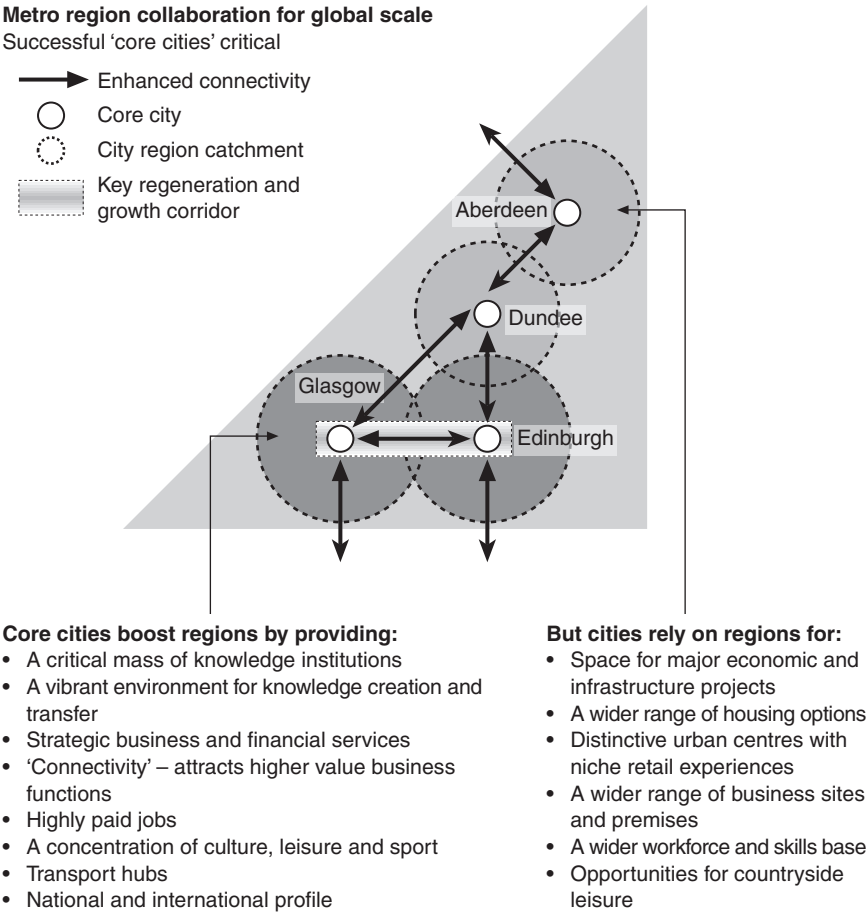 Metro region collaboration for global scale
Successful ‘core cities’ critical
Enhanced connectivity
Core city
City region catchment
Key regeneration and
growth corridor
Aberdeen
Dundee
Glasgow
Edinburgh
Core cities boost regions by providing:
• A critical mass of knowledge institutions
• A vibrant environment for knowledge creation and
transfer
• Strategic business and financial services
• ‘Connectivity’ – attracts higher value business
functions
• Highly paid jobs
• A concentration of culture, leisure and sport
• Transport hubs
• National and international profile
But cities rely on regions for:
• Space for major economic and
infrastructure projects
• A wider range of housing options
• Distinctive urban centres with
niche retail experiences
• A wider range of business sites
and premises
• A wider workforce and skills base
• Opportunities for countryside
leisure